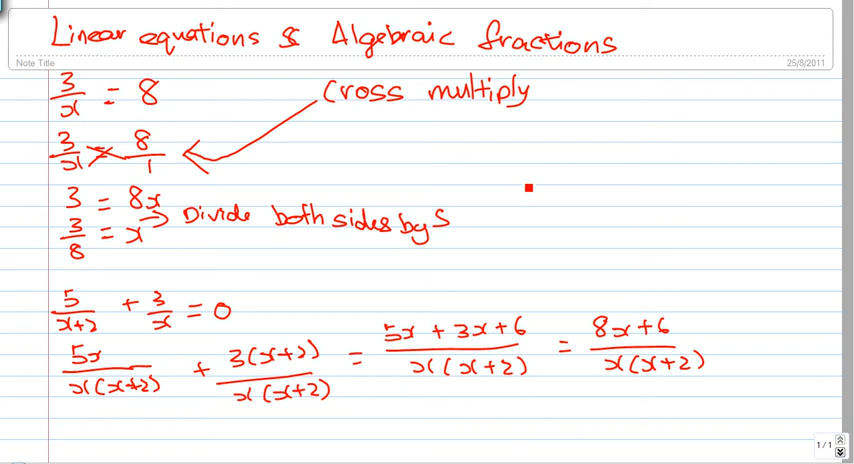 Linear equations & Algebraic fractions
Note Title 25/8/2011
3/x = 8 Cross multiply
3/x = 8/1
3 = 8x
3/8 = x → Divide both sides by S
5/x+2 + 3/x = 0
5x/x(x+2) + 3(x+2)/x(x+2) = 5x + 3x + 6/x(x+2) = 8x + 6/x(x+2)
1/1